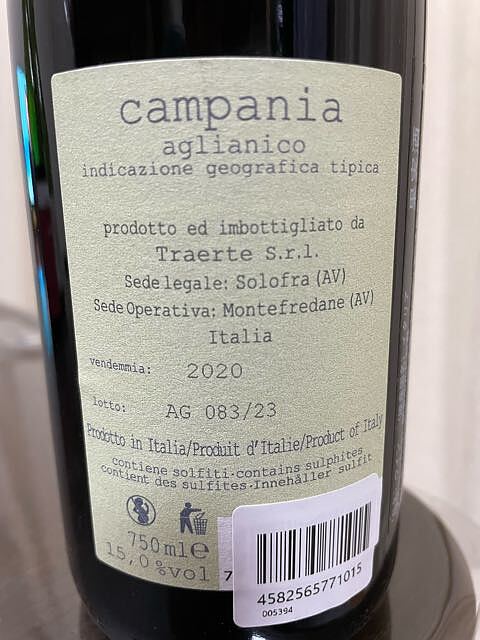 campania
aglianico
indicazione geografica tipica
prodotto ed imbottigliato da
Traerte S.r.l.
Sede legale: Solofra (AV)
Sede Operativa: Montefredane (AV)
Italia
vendemmia: 2020
lotto: AG 083/23
Prodotto in Italia/Produit d'Italie/Product of Italy
contiene solfiti·contains sulphites
contient des sulfites·Innehåller sulfit
750mle
15,0%vol
7
4582565771015
005394